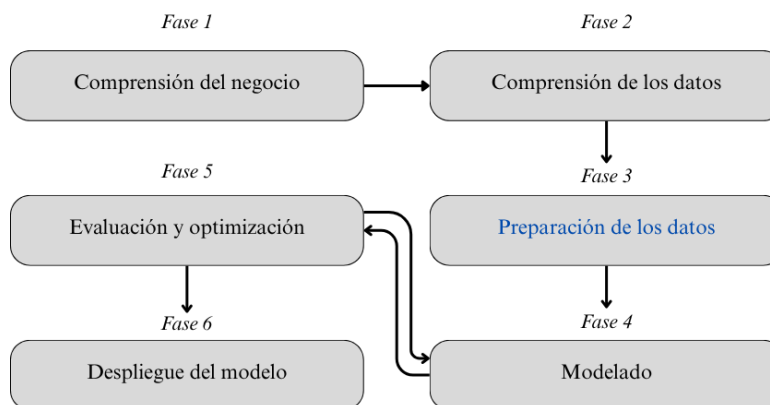 Fase 1
Comprensión del negocio
Fase 2
Comprensión de los datos
Fase 3
Preparación de los datos
Fase 4
Modelado
Fase 5
Evaluación y optimización
Fase 6
Despliegue del modelo